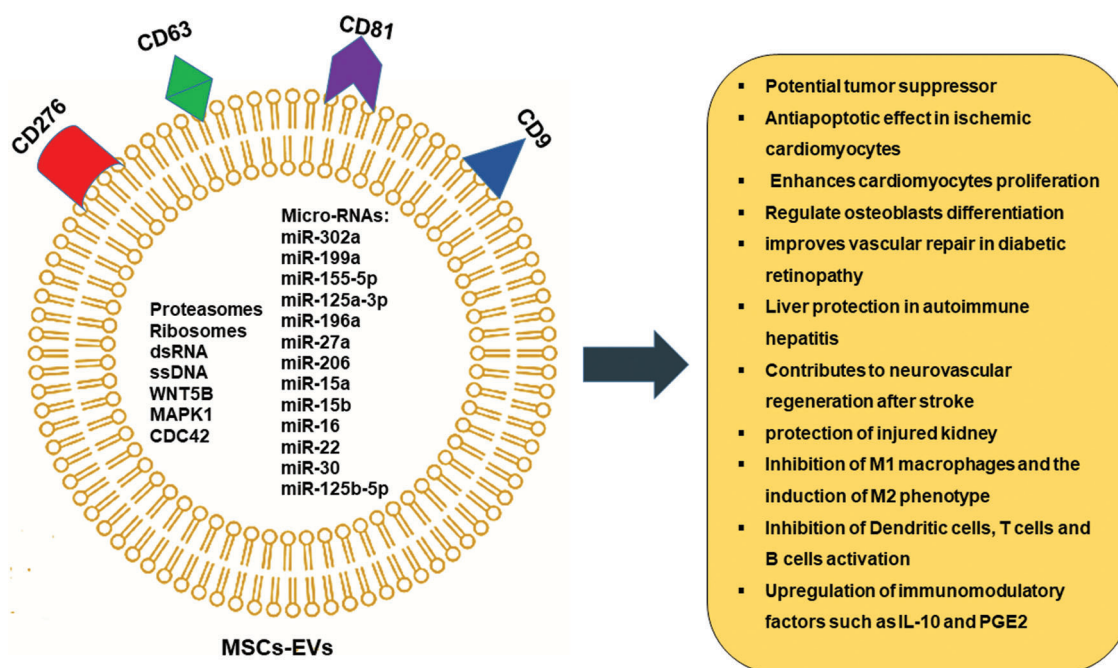 CD276
CD63
CD81
CD9
Proteasomes
Ribosomes
dsRNA
ssDNA
WNT5B
MAPK1
CDC42
Micro-RNAs:
miR-302a
miR-199a
miR-155-5p
miR-125a-3p
miR-196a
miR-27a
miR-206
miR-15a
miR-15b
miR-16
miR-22
miR-30
miR-125b-5p
MSCs-EVs
▪ Potential tumor suppressor
▪ Antiapoptotic effect in ischemic
cardiomyocytes
▪ Enhances cardiomyocytes proliferation
▪ Regulate osteoblasts differentiation
▪ improves vascular repair in diabetic
retinopathy
▪ Liver protection in autoimmune
hepatitis
▪ Contributes to neurovascular
regeneration after stroke
▪ protection of injured kidney
▪ Inhibition of M1 macrophages and the
induction of M2 phenotype
▪ Inhibition of Dendritic cells, T cells and
B cells activation
▪ Upregulation of immunomodulatory
factors such as IL-10 and PGE2